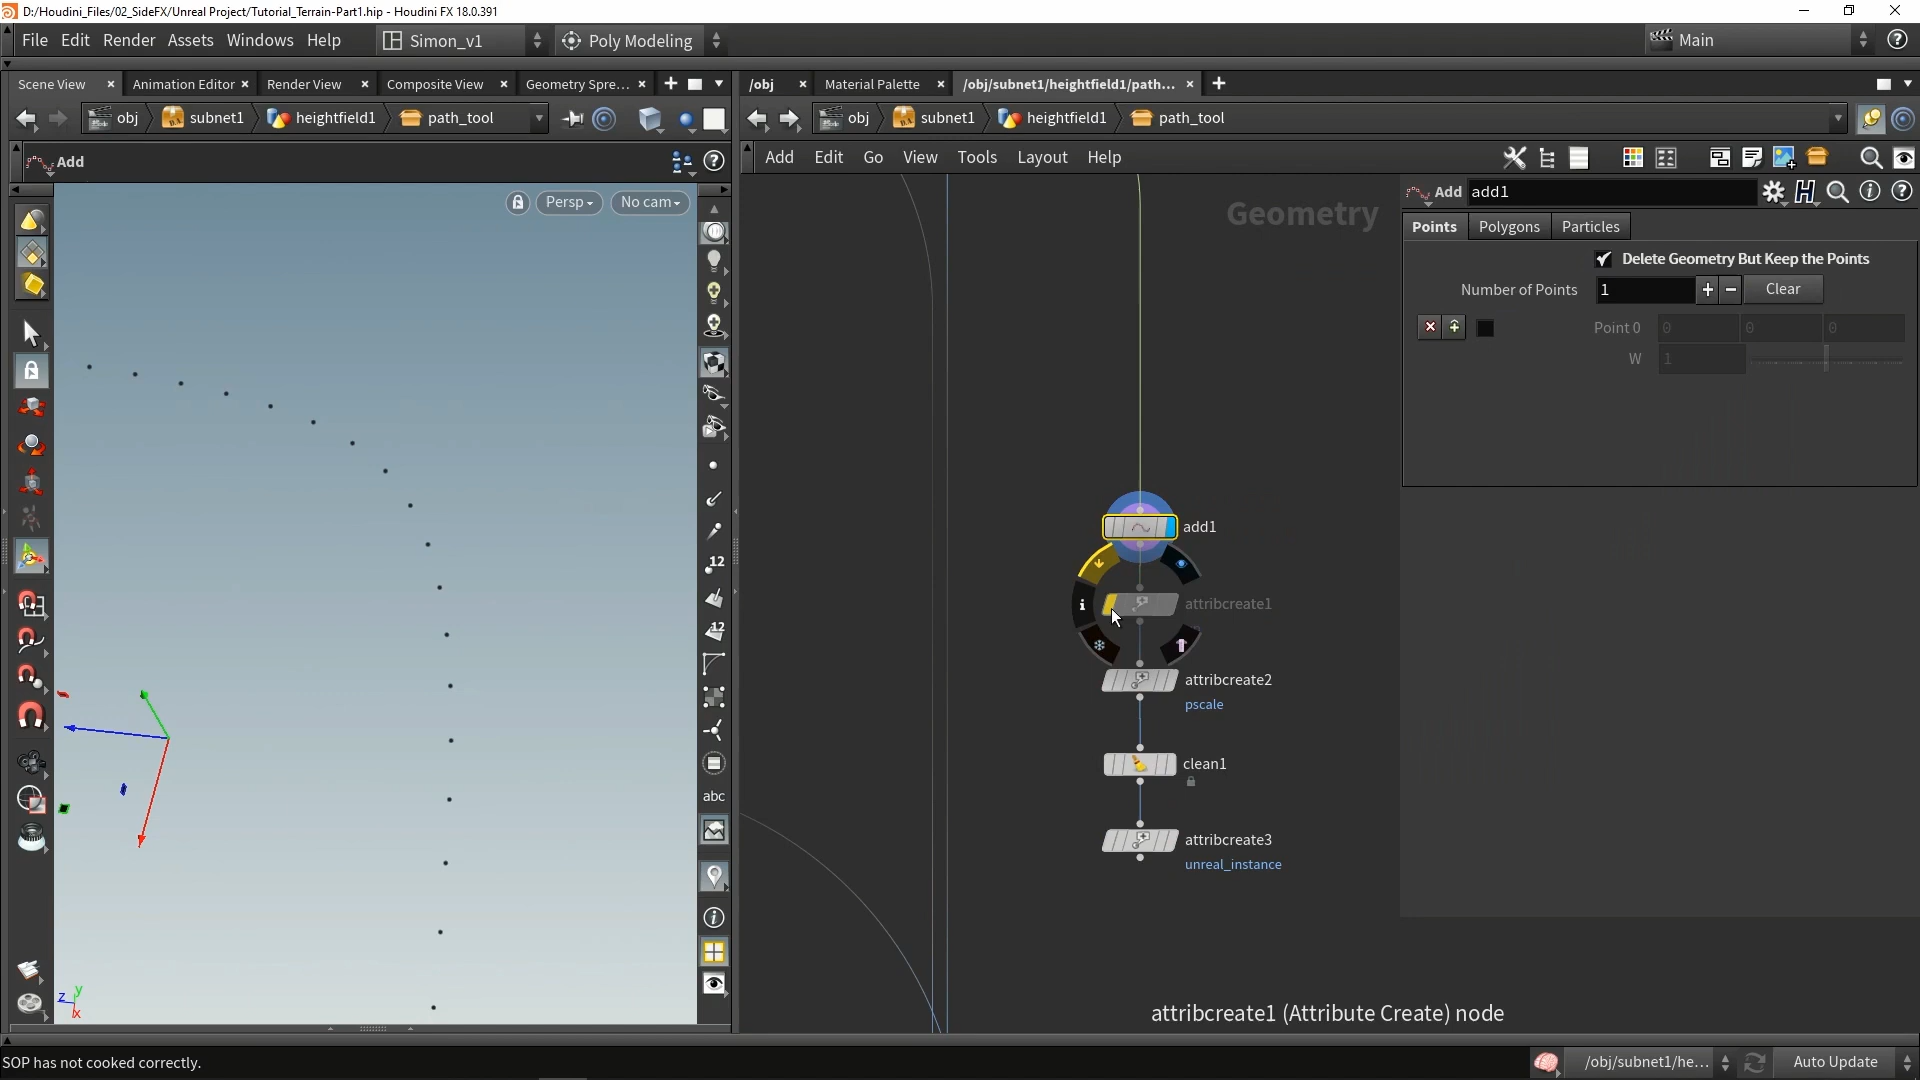 D:/Houdini_Files/02_SideFX/Unreal Project/Tutorial_Terrain-Part1.hip - Houdini FX 18.0.391
File Edit Render Assets Windows Help
Simon_v1
Poly Modeling
Main
Scene View
Animation Editor
Render View
Composite View
Geometry Spre...
/obj
Material Palette
/obj/subnet1/heightfield1/path...
obj
subnet1
heightfield1
path_tool
obj
subnet1
heightfield1
path_tool
Add
Add Edit Go View Tools Layout Help
Persp
No cam
Geometry
Add add1
Points
Polygons
Particles
Delete Geometry But Keep the Points
Number of Points 1
Clear
Point 0 0 0 0
W 1
12
12
abc
add1
attribcreate1
attribcreate2
pscale
clean1
attribcreate3
unreal_instance
z y
x
attribcreate1 (Attribute Create) node
SOP has not cooked correctly.
/obj/subnet1/he...
Auto Update